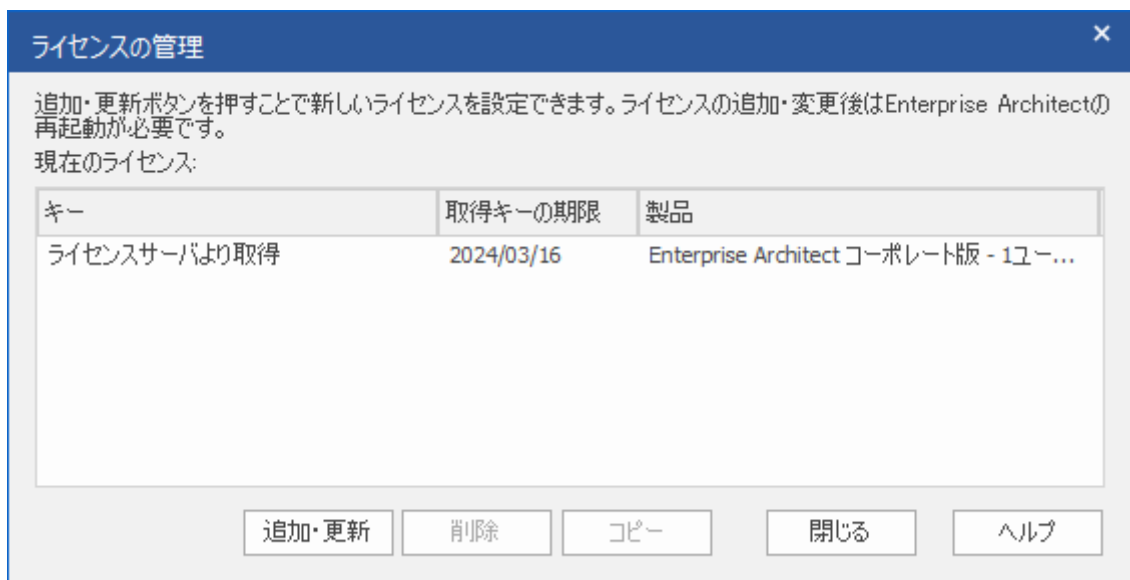 ライセンスの管理
追加・更新ボタンを押すことで新しいライセンスを設定できます。ライセンスの追加・変更後はEnterprise Architectの
再起動が必要です。
現在のライセンス:
キー 取得キーの期限 製品
ライセンスサーバより取得 2024/03/16 Enterprise Architect コーポレート版 - 1ユー...
追加・更新 削除 コピー 閉じる ヘルプ